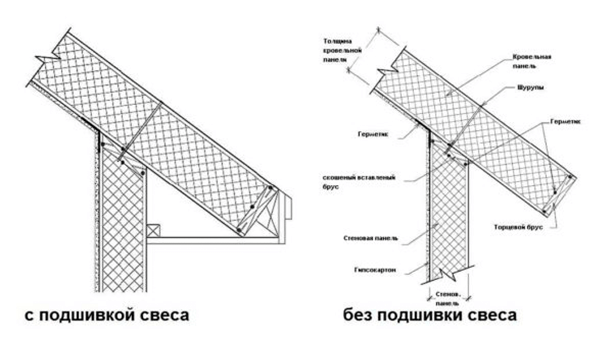 Толщина
кровельной
панели
Кровельная
панель
Шурупы
Герметик
Герметик
скошеный вставленый
брус
Стеновая панель
Торцевой брус
Гипсокартон
Стенов.
панель
с подшивкой свеса
без подшивки свеса